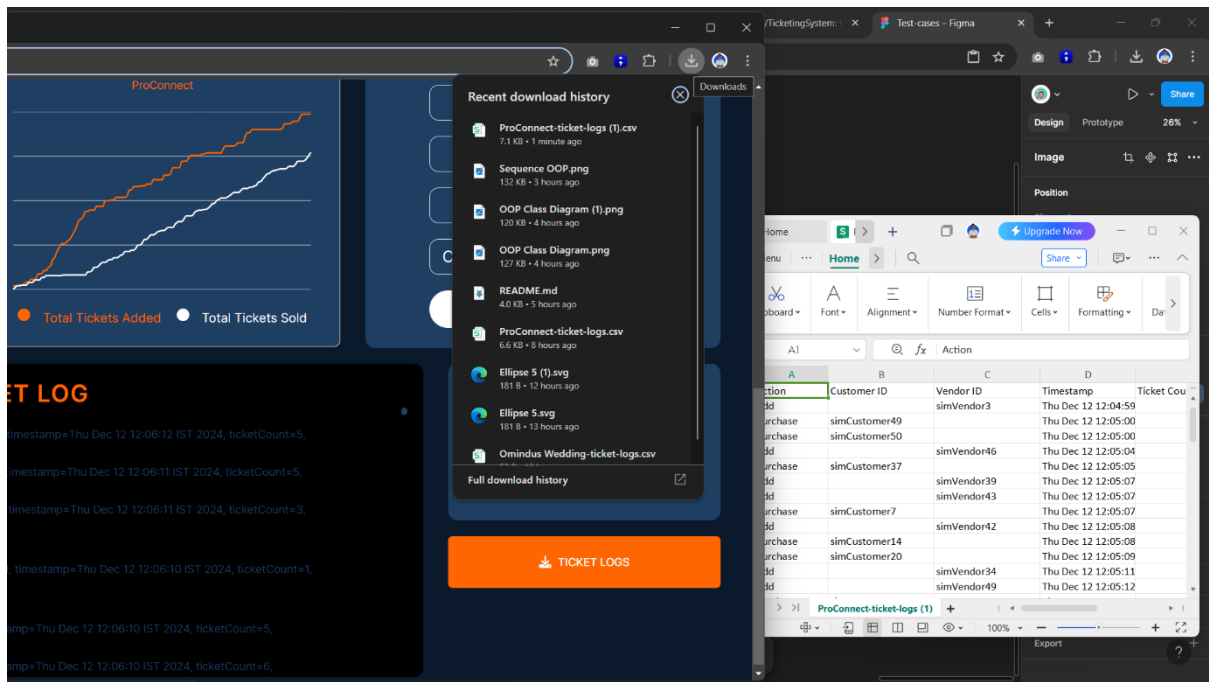 /TicketingSystem:
Test-cases – Figma
Downloads
ProConnect
Total Tickets Added
Total Tickets Sold
Recent download history
ProConnect-ticket-logs (1).csv
7.1 KB • 1 minute ago
Sequence OOP.png
132 KB • 3 hours ago
OOP Class Diagram (1).png
120 KB • 4 hours ago
OOP Class Diagram.png
127 KB • 4 hours ago
README.md
4.0 KB • 5 hours ago
ProConnect-ticket-logs.csv
6.6 KB • 8 hours ago
Ellipse 5 (1).svg
181 B • 12 hours ago
Ellipse 5.svg
181 B • 13 hours ago
Omindus Wedding-ticket-logs.csv
Full download history
ET LOG
timestamp=Thu Dec 12 12:06:12 IST 2024, ticketCount=5,
timestamp=Thu Dec 12 12:06:11 IST 2024, ticketCount=5,
timestamp=Thu Dec 12 12:06:11 IST 2024, ticketCount=3,
, timestamp=Thu Dec 12 12:06:10 IST 2024, ticketCount=1,
amp=Thu Dec 12 12:06:10 IST 2024, ticketCount=5,
amp=Thu Dec 12 12:06:10 IST 2024, ticketCount=6,
TICKET LOGS
Share
Design Prototype 26%
Image
Position
Home
S
Upgrade Now
enu
Home
Share
pboard
Font
Alignment
Number Format
Cells
Formatting
Da
A1
fx Action
A B C D
ction Customer ID Vendor ID Timestamp Ticket Cou
dd simVendor3 Thu Dec 12 12:04:59
urchase simCustomer49 Thu Dec 12 12:05:00
urchase simCustomer50 Thu Dec 12 12:05:00
dd simVendor46 Thu Dec 12 12:05:04
urchase simCustomer37 Thu Dec 12 12:05:05
dd simVendor39 Thu Dec 12 12:05:07
dd simVendor43 Thu Dec 12 12:05:07
urchase simCustomer7 Thu Dec 12 12:05:07
dd simVendor42 Thu Dec 12 12:05:08
urchase simCustomer14 Thu Dec 12 12:05:08
urchase simCustomer20 Thu Dec 12 12:05:09
dd simVendor34 Thu Dec 12 12:05:11
dd simVendor49 Thu Dec 12 12:05:12
ProConnect-ticket-logs (1)
100%
Export